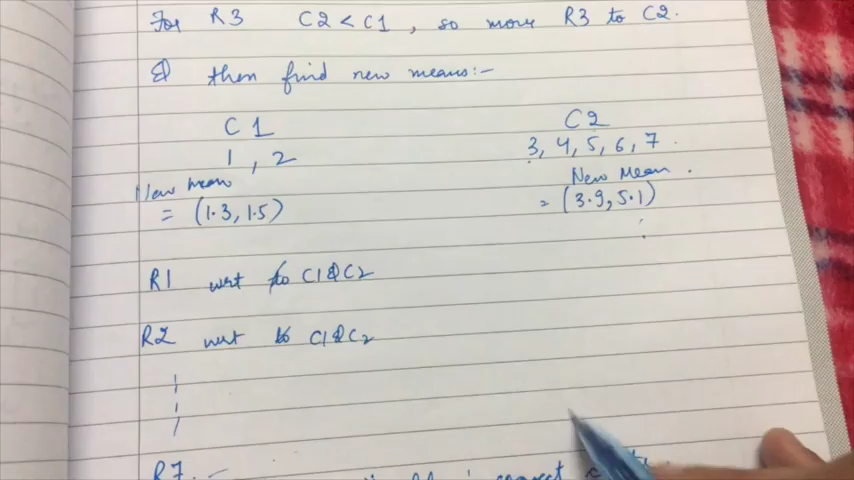 For R3 C2 < C1, so move R3 to C2.
then find new means:-
C1
1, 2
New mean
= (1.3, 1.5)
C2
3, 4, 5, 6, 7
New Mean
= (3.9, 5.1)
R1 wrt to C1 & C2
R2 wrt to C1 & C2
R7 correct